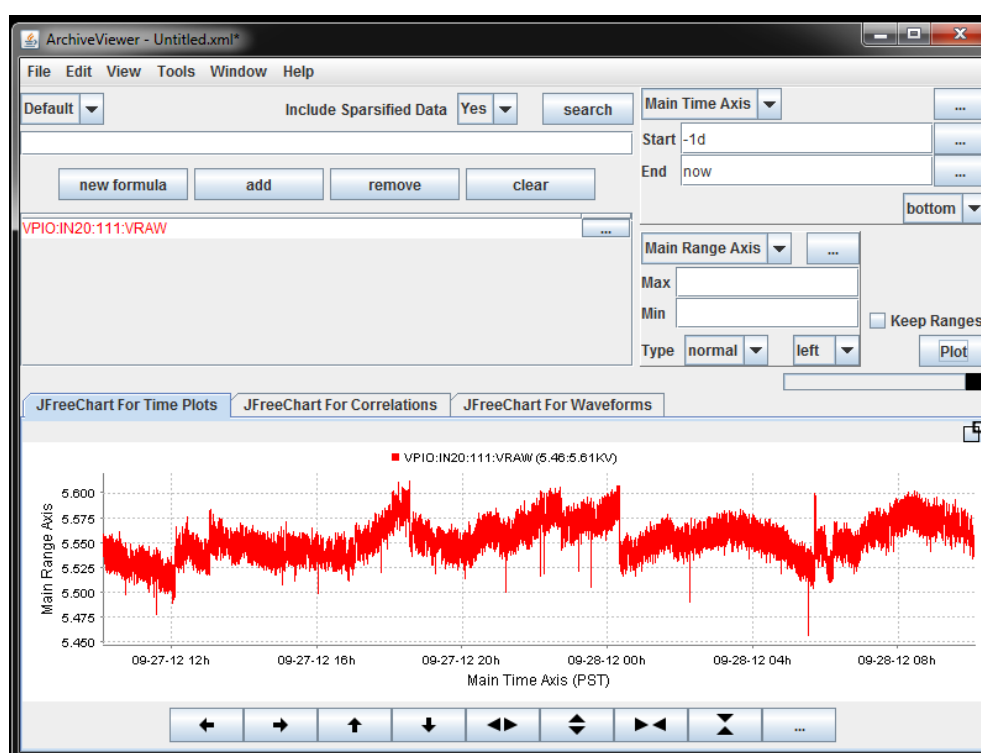 ArchiveViewer - Untitled.xml*
File Edit View Tools Window Help
Default Include Sparsified Data Yes search
new formula add remove clear
VPIO:IN20:111:VRAW ...
Main Time Axis ...
Start -1d ...
End now ...
bottom
Main Range Axis ...
Max
Min
Keep Ranges
Type normal left Plot
JFreeChart For Time Plots JFreeChart For Correlations JFreeChart For Waveforms
VPIO:IN20:111:VRAW (5.46:5.61KV)
Main Range Axis
5.600
5.575
5.550
5.525
5.500
5.475
5.450
09-27-12 12h 09-27-12 16h 09-27-12 20h 09-28-12 00h 09-28-12 04h 09-28-12 08h
Main Time Axis (PST)
...